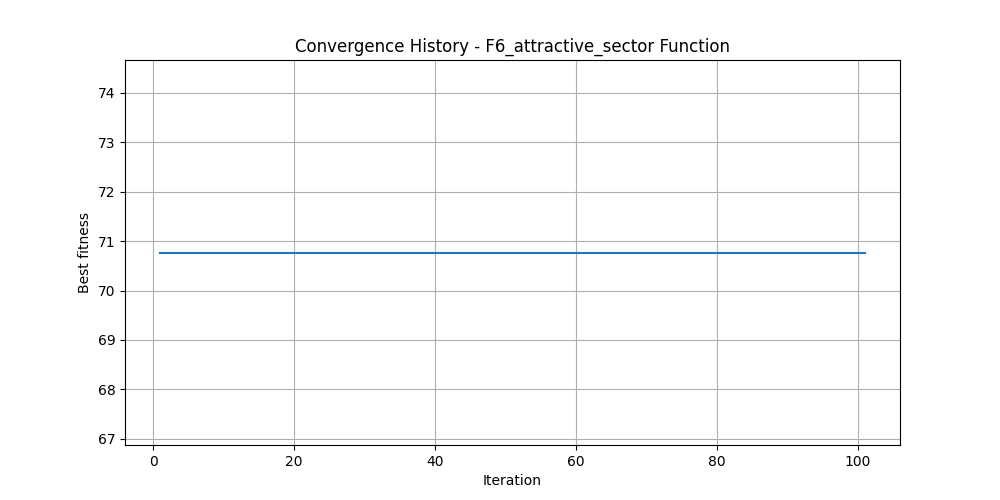 Convergence History - F6_attractive_sector Function
74
73
72
71
70
69
68
67
Best fitness
0 20 40 60 80 100
Iteration